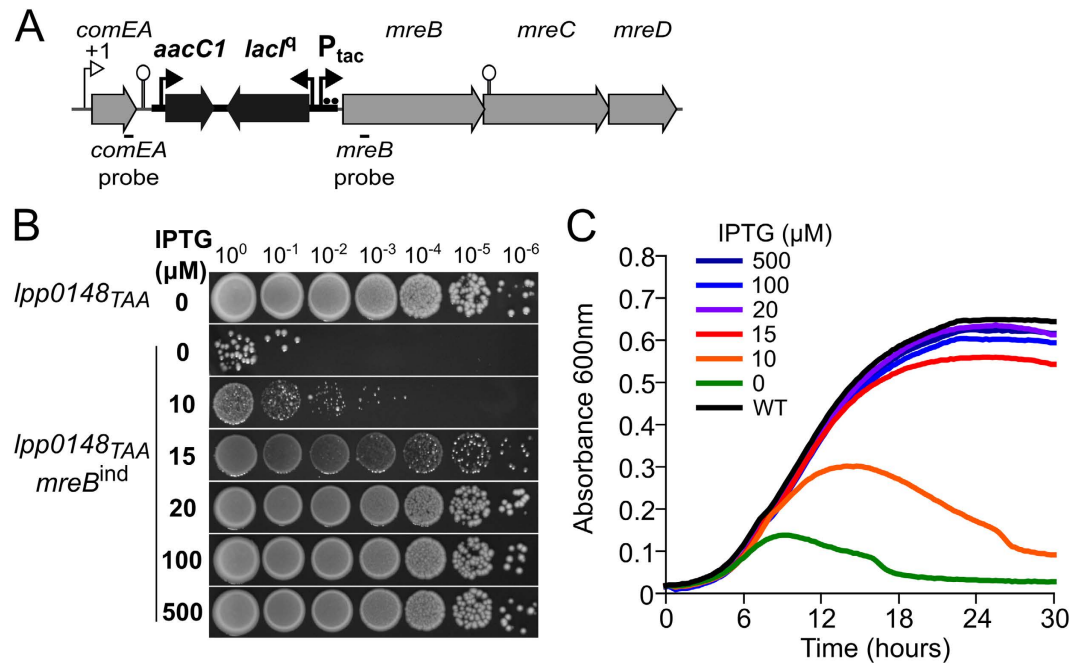 A
comEA
+1
aacC1
lacIq
Ptac
mreB
mreC
mreD
comEA
probe
mreB
probe
B
IPTG
(µM)
10⁰ 10⁻¹ 10⁻² 10⁻³ 10⁻⁴ 10⁻⁵ 10⁻⁶
lpp0148TAA
0
0
10
lpp0148TAA
mreBind
15
20
100
500
C
IPTG (µM)
500
100
20
15
10
0
WT
Absorbance 600nm
0.8
0.7
0.6
0.5
0.4
0.3
0.2
0.1
0
0 6 12 18 24 30
Time (hours)